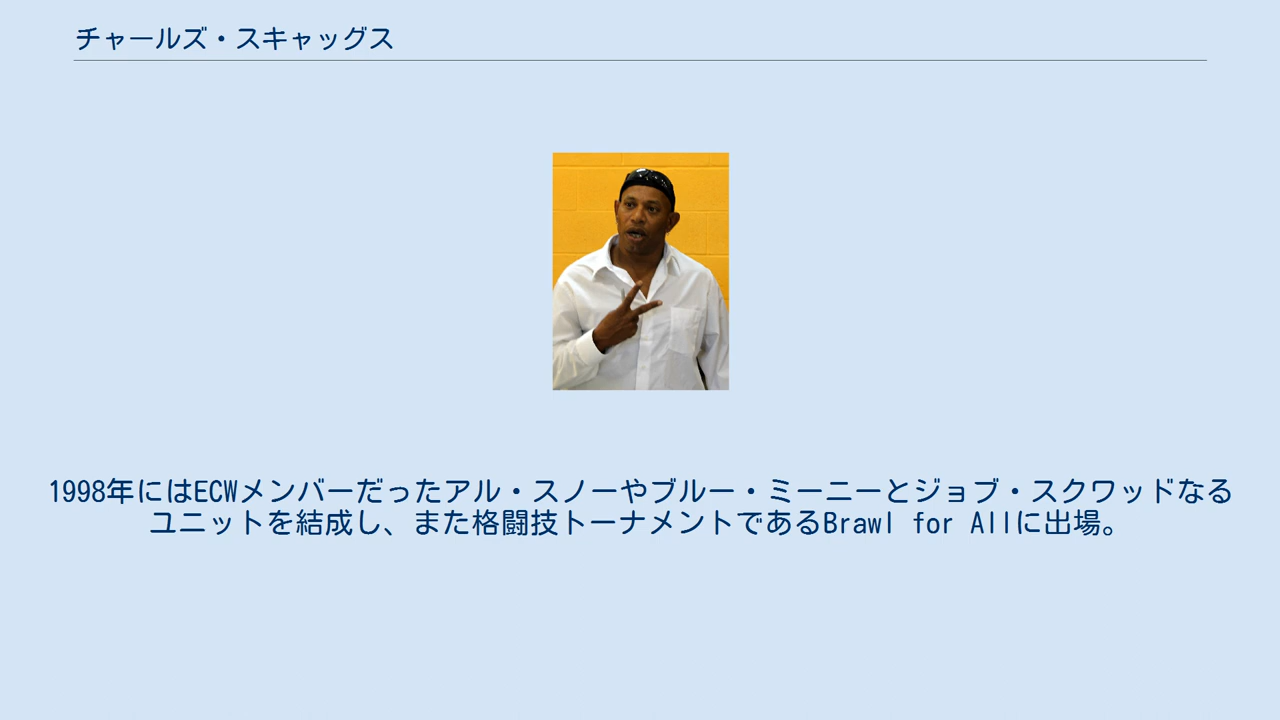 チャールズ・スキャッグス
1998年にはECWメンバーだったアル・スノーやブルー・ミーニーとジョブ・スクワッドなる
ユニットを結成し、また格闘技トーナメントであるBrawl for Allに出場。